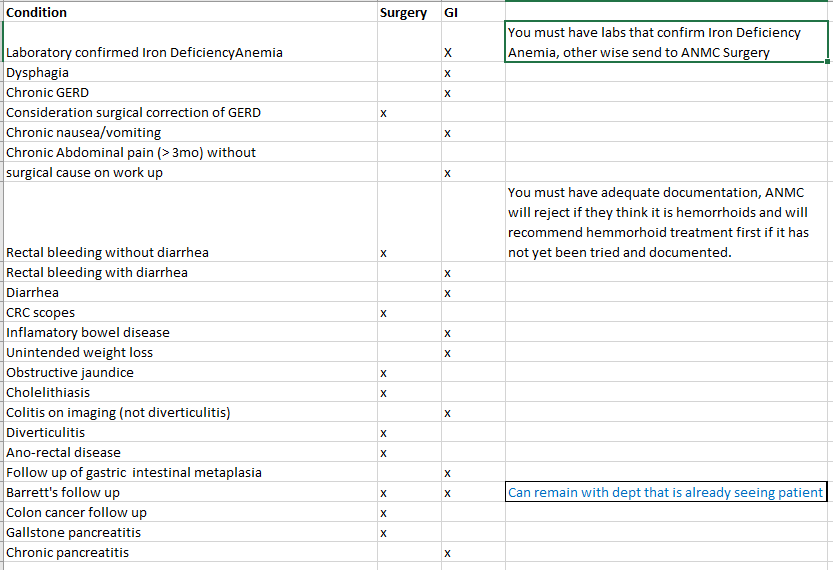 Condition Surgery GI
You must have labs that confirm Iron Deficiency
Laboratory confirmed Iron DeficiencyAnemia X Anemia, other wise send to ANMC Surgery
Dysphagia x
Chronic GERD x
Consideration surgical correction of GERD x
Chronic nausea/vomiting x
Chronic Abdominal pain (> 3mo) without
surgical cause on work up x
You must have adequate documentation, ANMC
will reject if they think it is hemorrhoids and will
recommend hemmorhoid treatment first if it has
Rectal bleeding without diarrhea x not yet been tried and documented.
Rectal bleeding with diarrhea x
Diarrhea x
CRC scopes x
Inflamatory bowel disease x
Unintended weight loss x
Obstructive jaundice x
Cholelithiasis x
Colitis on imaging (not diverticulitis) x
Diverticulitis x
Ano-rectal disease x
Follow up of gastric intestinal metaplasia x
Barrett's follow up x x Can remain with dept that is already seeing patient
Colon cancer follow up x
Gallstone pancreatitis x
Chronic pancreatitis x